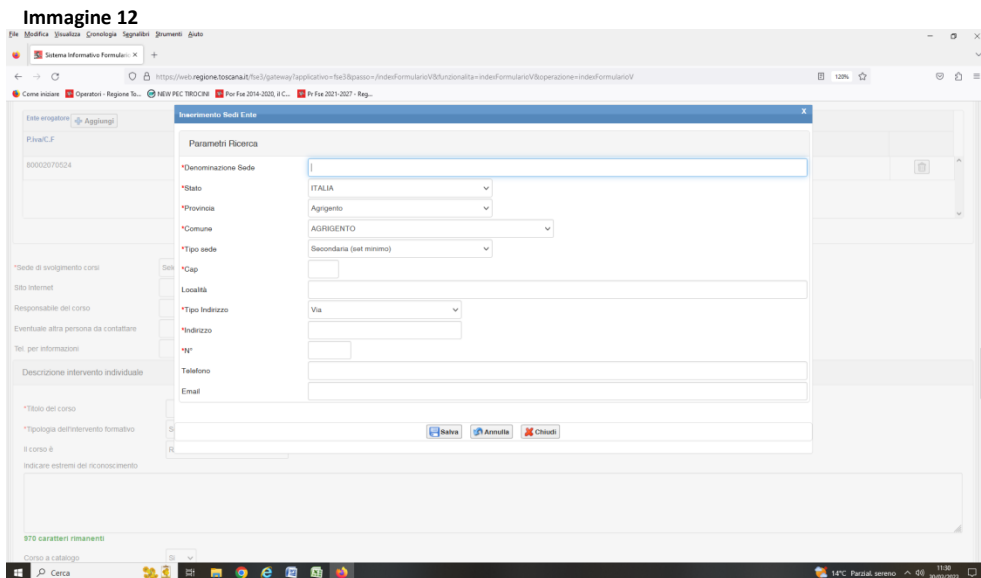 Immagine 12
File Modifica Visualizza Cronologia Segnalibri Strumenti Aiuto
Sistema Informativo Formulario
https://web.regione.toscana.it/fse3/gateway?applicativo=fse3&passo=/indexFormularioV&funzionalita=indexFormularioV&operazione=indexFormularioV
120%
Come iniziare Operatori - Regione To... NEW PEC TIROCINI Por Fse 2014-2020, il C... Pr Fse 2021-2027 - Reg...
Ente erogatore Aggiungi
P.Iva/C.F
80002070524
Inserimento Sedi Ente X
Parametri Ricerca
*Denominazione Sede
*Stato ITALIA
*Provincia Agrigento
*Comune AGRIGENTO
*Tipo sede Secondaria (set minimo)
*Cap
Località
*Tipo Indirizzo Via
*Indirizzo
*N°
Telefono
Email
Salva Annulla Chiudi
*Sede di svolgimento corsi
Sito Internet
Responsabile del corso
Eventuale altra persona da contattare
Tel. per informazioni
Descrizione intervento individuale
*Titolo del corso
*Tipologia dell'intervento formativo S
Il corso è R
Indicare estremi del riconoscimento
970 caratteri rimanenti
Corso a catalogo Si
Cerca
14°C Parzial. sereno 11:30
30/03/2023